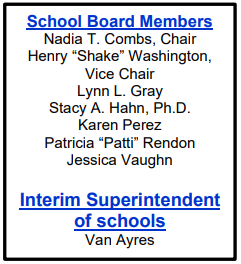 School Board Members
Nadia T. Combs, Chair
Henry “Shake” Washington,
Vice Chair
Lynn L. Gray
Stacy A. Hahn, Ph.D.
Karen Perez
Patricia “Patti” Rendon
Jessica Vaughn
Interim Superintendent
of schools
Van Ayres